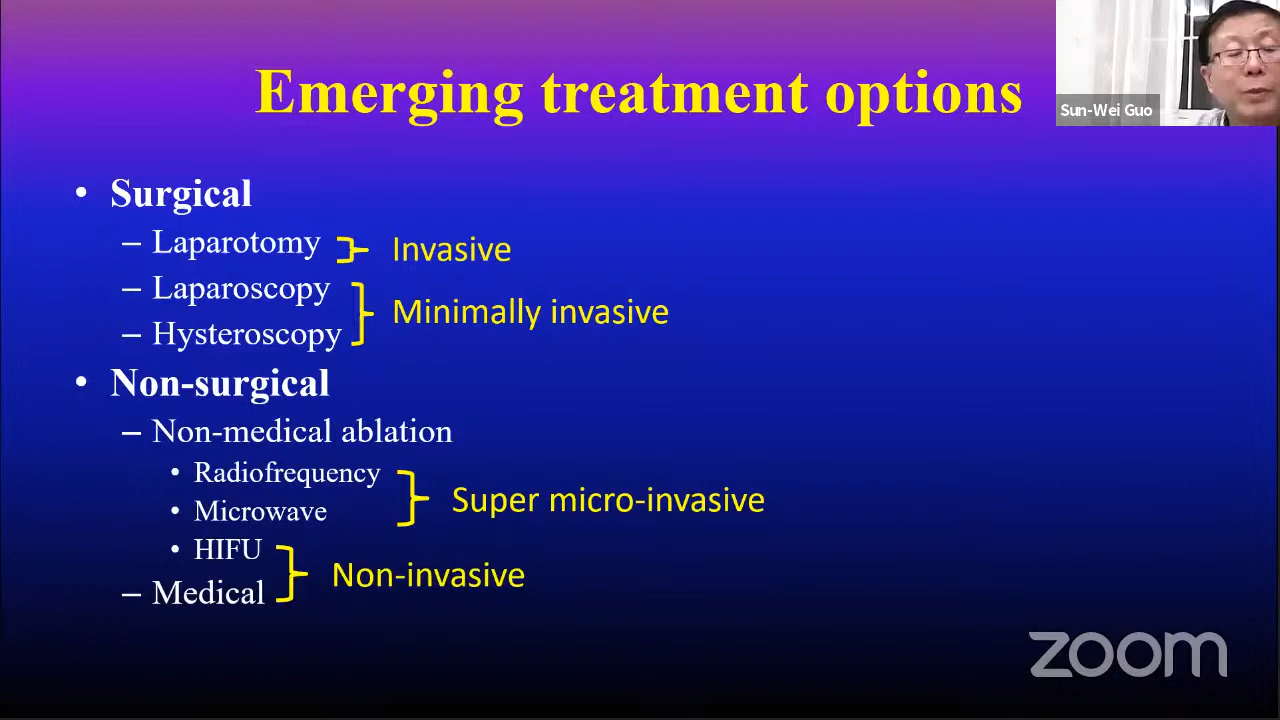 Emerging treatment options
Sun-Wei Guo
• Surgical
– Laparotomy
Invasive
– Laparoscopy
Minimally invasive
– Hysteroscopy
• Non-surgical
– Non-medical ablation
• Radiofrequency
Super micro-invasive
• Microwave
• HIFU
Non-invasive
– Medical
zoom